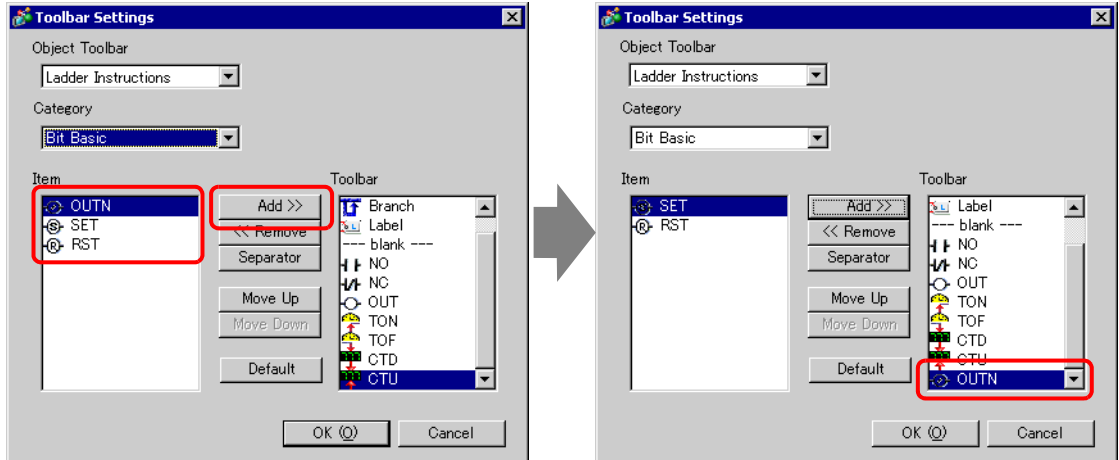 Toolbar Settings
Object Toolbar
Ladder Instructions
Category
Bit Basic
Item
Toolbar
OUTN
SET
RST
Add >>
<< Remove
Separator
Move Up
Move Down
Default
Branch
Label
--- blank ---
NO
NC
OUT
TON
TOF
CTD
CTU
OK (O)
Cancel
Toolbar Settings
Object Toolbar
Ladder Instructions
Category
Bit Basic
Item
Toolbar
SET
RST
Add >>
<< Remove
Separator
Move Up
Move Down
Default
Label
--- blank ---
NO
NC
OUT
TON
TOF
CTD
CTU
OUTN
OK (O)
Cancel